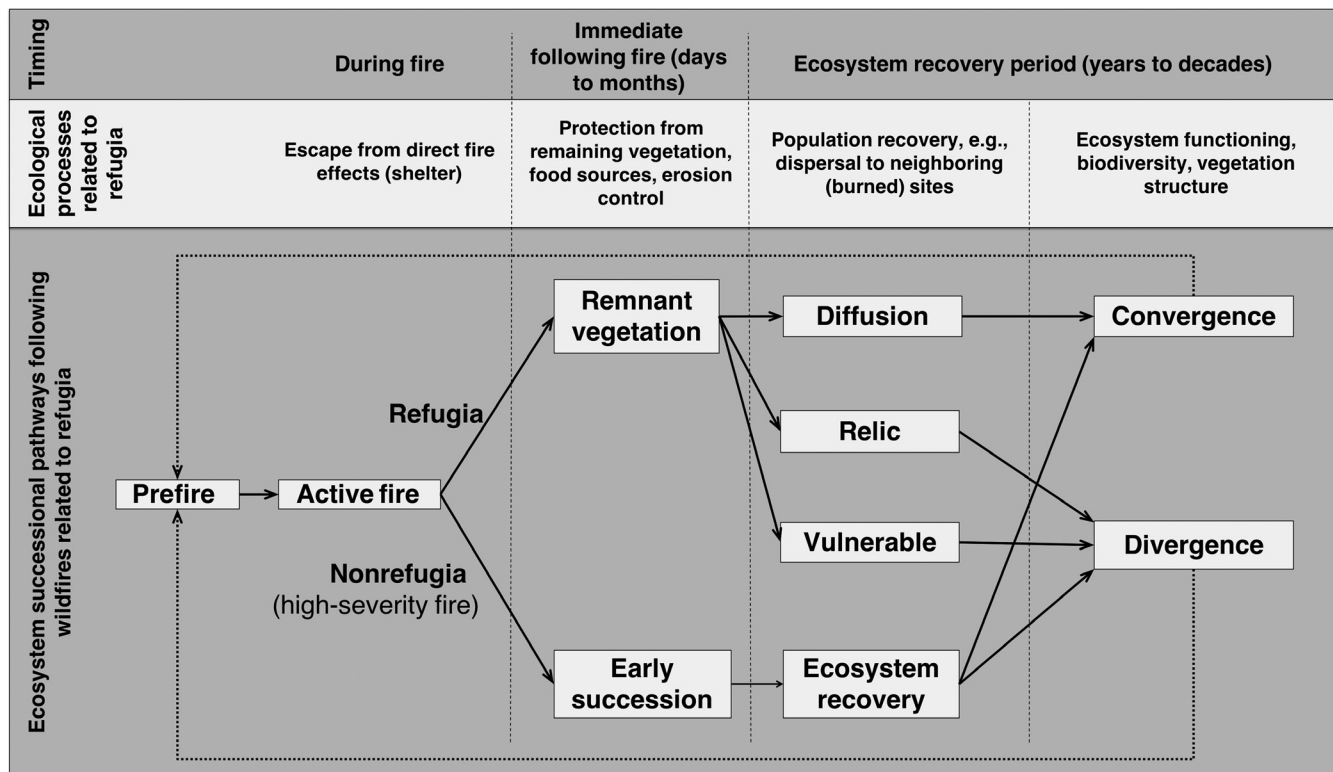 Timing
During fire
Immediate
following fire (days
to months)
Ecosystem recovery period (years to decades)
Ecological
processes
related to
refugia
Escape from direct fire
effects (shelter)
Protection from
remaining vegetation,
food sources, erosion
control
Population recovery, e.g.,
dispersal to neighboring
(burned) sites
Ecosystem functioning,
biodiversity, vegetation
structure
Ecosystem successional pathways following
wildfires related to refugia
Prefire
Active fire
Refugia
Nonrefugia
(high-severity fire)
Remnant
vegetation
Early
succession
Diffusion
Relic
Vulnerable
Ecosystem
recovery
Convergence
Divergence